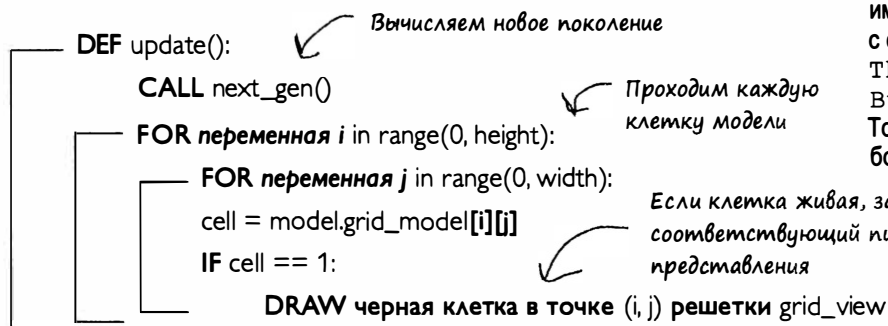 Вычисляем новое поколение
DEF update():
CALL next_gen()
Проходим каждую
клетку модели
FOR переменная i in range(0, height):
FOR переменная j in range(0, width):
cell = model.grid_model[i][j]
Если клетка живая,
соответствующий
представления
IF cell == 1:
DRAW черная клетка в точке (i, j) решетки grid_view